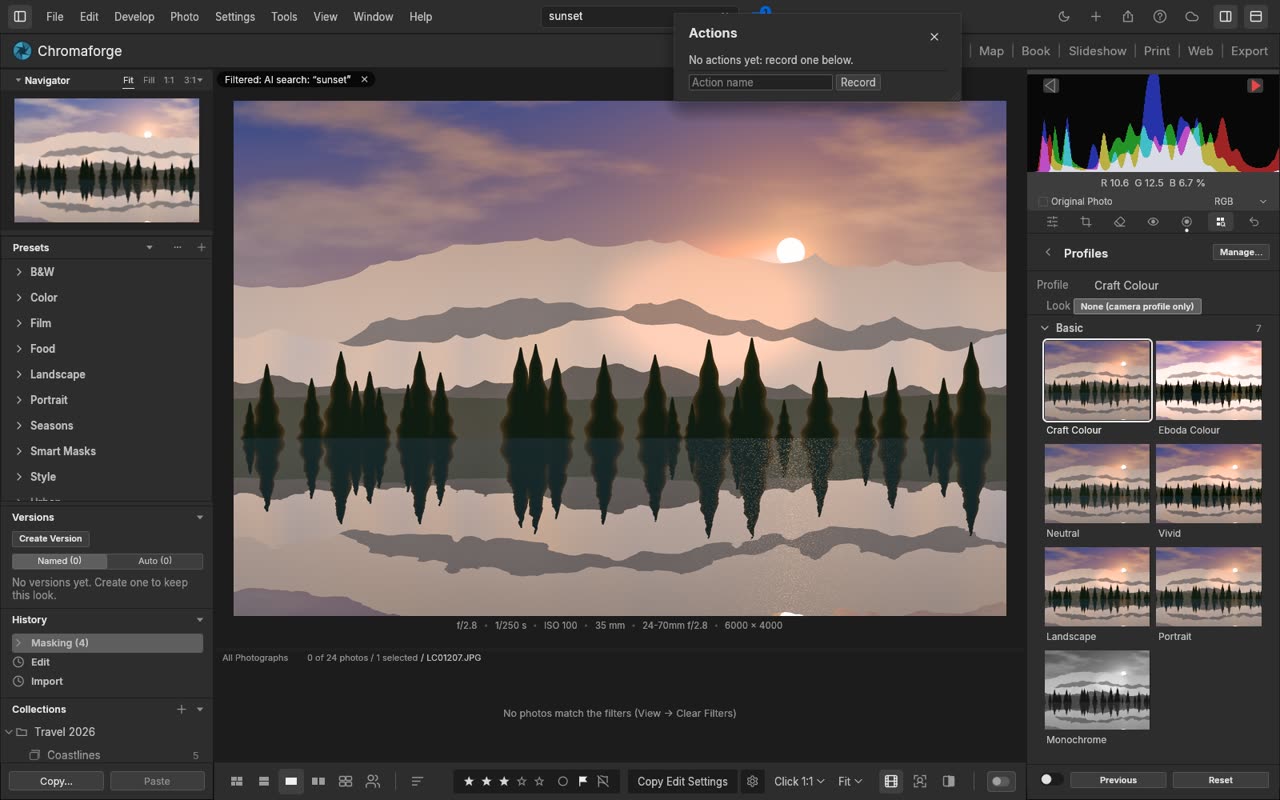 File Edit Develop Photo Settings Tools View Window Help
sunset
Chromaforge
Map Book Slideshow Print Web Export
Actions
No actions yet: record one below.
Action name Record
Navigator Fit Fill 1:1 3:1
Filtered: AI search: “sunset”
Presets
B&W
Color
Film
Food
Landscape
Portrait
Seasons
Smart Masks
Style
Versions
Create Version
Named (0) Auto (0)
No versions yet. Create one to keep
this look.
History
Masking (4)
Edit
Import
Collections
Travel 2026
Coastlines 5
Copy... Paste
f/2.8 • 1/250 s • ISO 100 • 35 mm • 24-70mm f/2.8 • 6000 × 4000
All Photographs 0 of 24 photos / 1 selected / LC01207.JPG
No photos match the filters (View → Clear Filters)
Copy Edit Settings Click 1:1 Fit
R 10.6 G 12.5 B 6.7 %
Original Photo RGB
Profiles Manage...
Profile Craft Colour
Look None (camera profile only)
Basic 7
Craft Colour Eboda Colour
Neutral Vivid
Landscape Portrait
Monochrome
Previous Reset